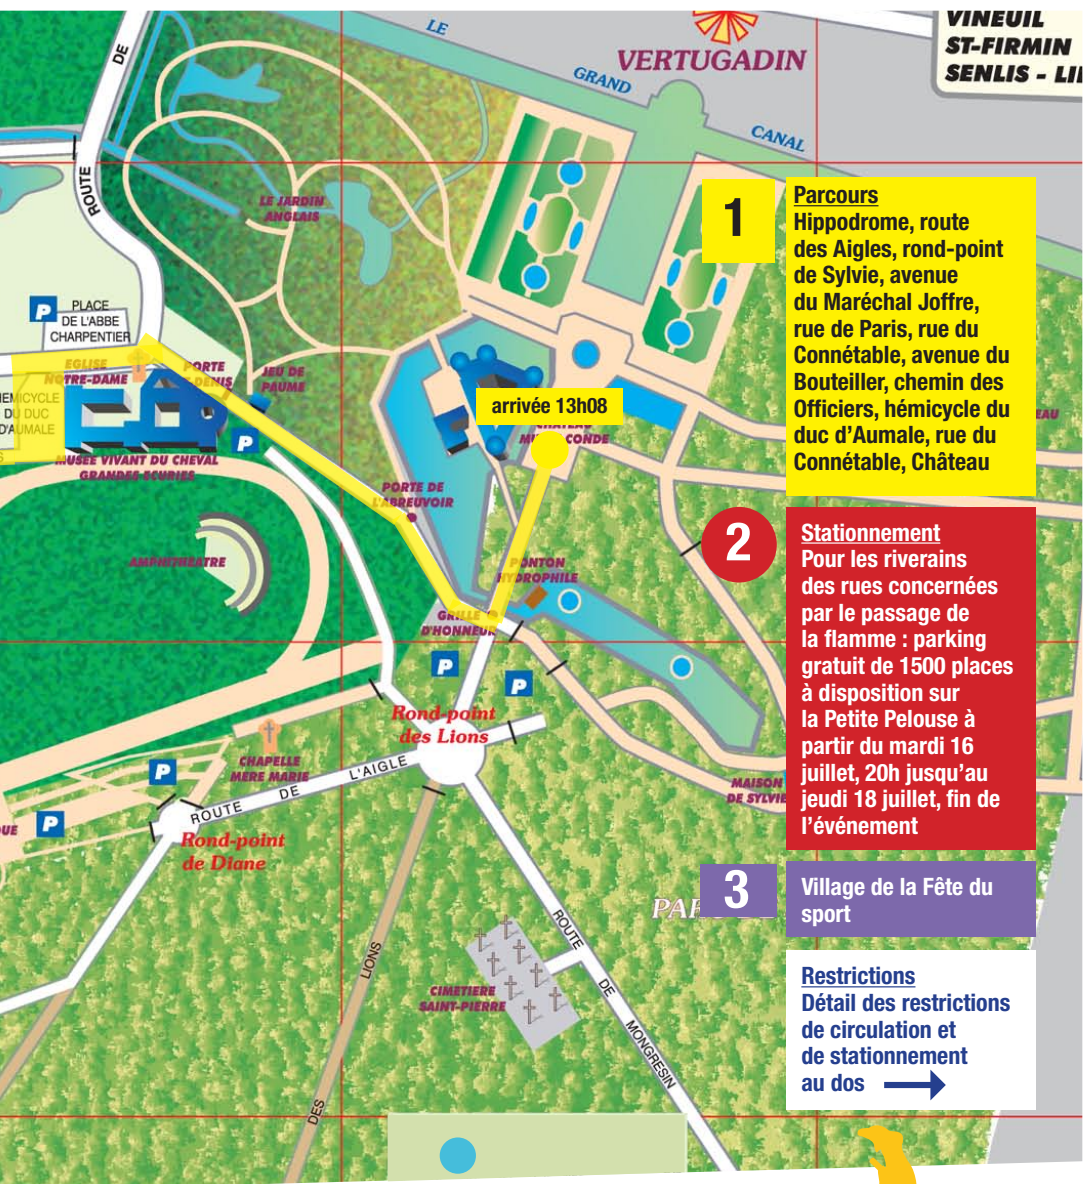 LE
GRAND
CANAL
VERTUGADIN
VINEUIL
ST-FIRMIN
SENLIS - 
DE
ROUTE
LE JARDIN
ANGLAIS
P
PLACE
DE L'ABBE
CHARPENTIER
EGLISE
NOTRE-DAME
PORTE
DENIS
JEU DE
PAUME
HEMICYCLE
DU DUC
D'AUMALE
P
MUSEE VIVANT DU CHEVAL
GRANDES ECURIES
arrivée 13h08
CHATEAU
CONDE
PORTE DE
L'ABREUVOIR
AMPHITHEATRE
PONTON
HYDROPHILE
GRILLE
D'HONNEUR
P
P
Rond-point
des Lions
CHAPELLE
MERE MARIE
P
P
ROUTE DE L'AIGLE
Rond-point
de Diane
MAISON
DE SYLVIE
ROUTE DE MONGRESIN
DES LIONS
CIMETIERE
SAINT-PIERRE
1
Parcours
Hippodrome, route
des Aigles, rond-point
de Sylvie, avenue
du Maréchal Joffre,
rue de Paris, rue du
Connétable, avenue du
Bouteiller, chemin des
Officiers, hémicycle du
duc d'Aumale, rue du
Connétable, Château
2
Stationnement
Pour les riverains
des rues concernées
par le passage de
la flamme : parking
gratuit de 1500 places
à disposition sur
la Petite Pelouse à
partir du mardi 16
juillet, 20h jusqu'au
jeudi 18 juillet, fin de
l'événement
3
Village de la Fête du
sport
Restrictions
Détail des restrictions
de circulation et
de stationnement
au dos